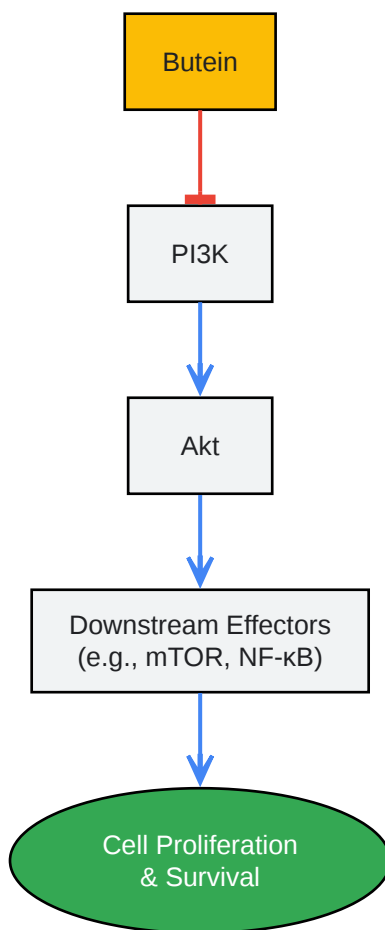 Butein
PI3K
Akt
Downstream Effectors
(e.g., mTOR, NF-κB)
Cell Proliferation
& Survival